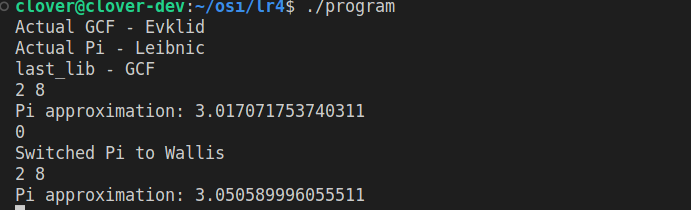 clover@clover-dev:~/osi/lr4$ ./program
Actual GCF - Evklid
Actual Pi - Leibnic
last_lib - GCF
2 8
Pi approximation: 3.017071753740311
0
Switched Pi to Wallis
2 8
Pi approximation: 3.050589996055511